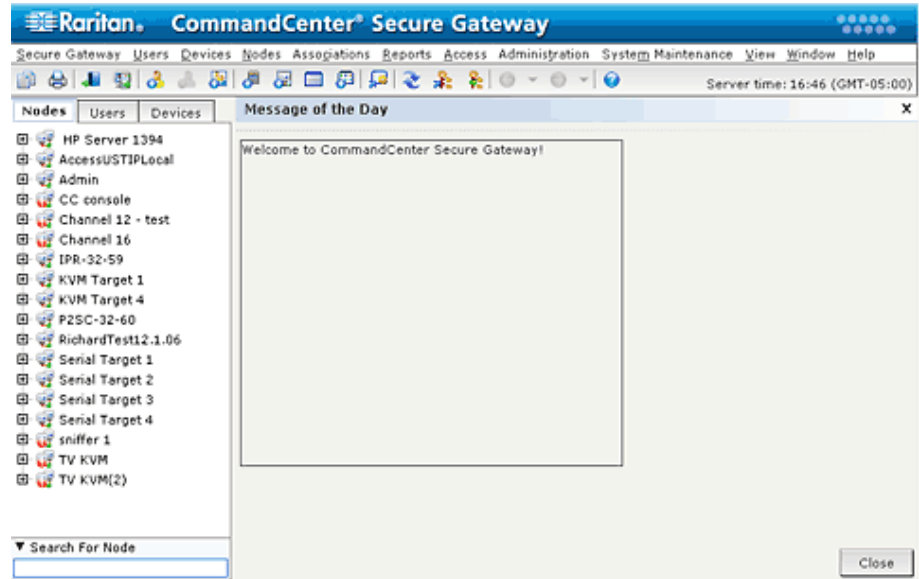 Raritan. CommandCenter® Secure Gateway
Secure Gateway Users Devices Nodes Associations Reports Access Administration System Maintenance View Window Help
Server time: 16:46 (GMT-05:00)
Nodes Users Devices
Message of the Day x
HP Server 1394
AccessUSTIPLocal
Admin
CC console
Channel 12 - test
Channel 16
IPR-32-59
KVM Target 1
KVM Target 4
P2SC-32-60
RichardTest12.1.06
Serial Target 1
Serial Target 2
Serial Target 3
Serial Target 4
sniffer 1
TV KVM
TV KVM(2)
Welcome to CommandCenter Secure Gateway!
Search For Node
Close